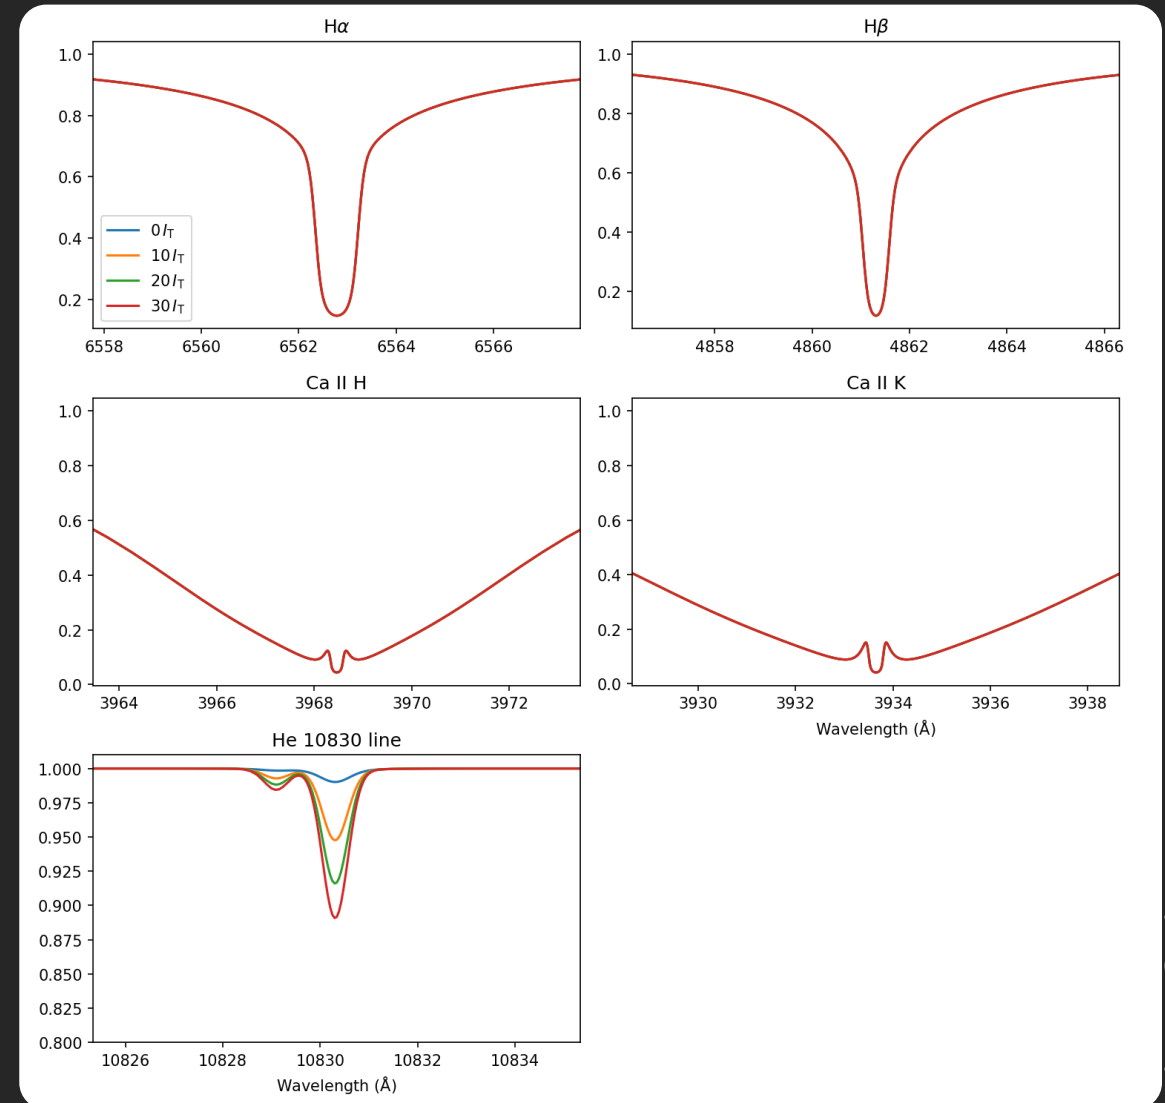 Hα
1.0
0.8
0.6
0.4
0.2
0 I_T
10 I_T
20 I_T
30 I_T
6558 6560 6562 6564 6566
Hβ
1.0
0.8
0.6
0.4
0.2
4858 4860 4862 4864 4866
Ca II H
1.0
0.8
0.6
0.4
0.2
0.0
3964 3966 3968 3970 3972
Ca II K
1.0
0.8
0.6
0.4
0.2
0.0
3930 3932 3934 3936 3938
Wavelength (Å)
He 10830 line
1.000
0.975
0.950
0.925
0.900
0.875
0.850
0.825
0.800
10826 10828 10830 10832 10834
Wavelength (Å)